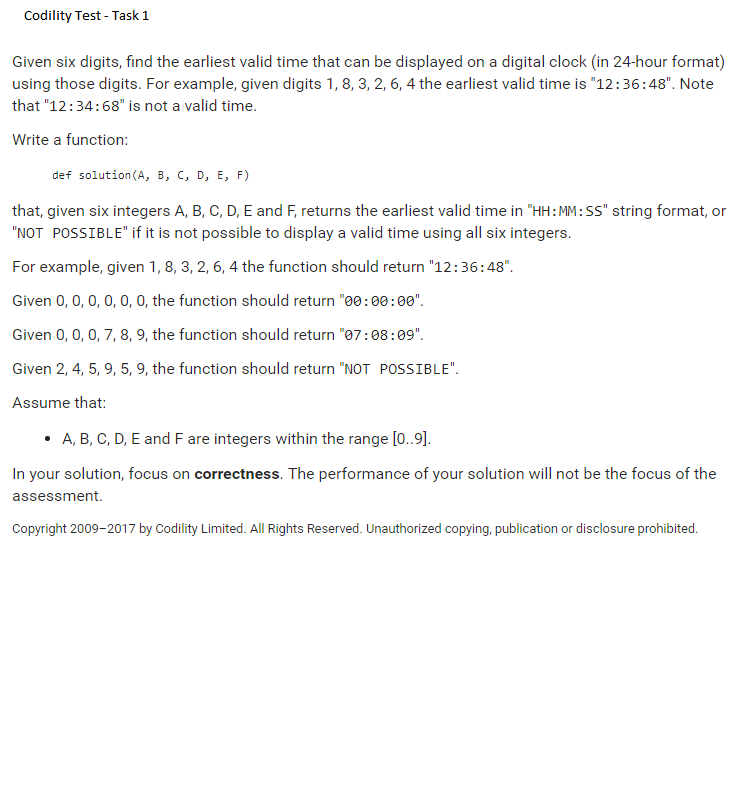 Codility Test - Task 1
Given six digits, find the earliest valid time that can be displayed on a digital clock (in 24-hour format)
using those digits. For example, given digits 1, 8, 3, 2, 6, 4 the earliest valid time is "12:36:48". Note
that "12:34:68" is not a valid time.
Write a function:
def solution(A, B, C, D, E, F)
that, given six integers A, B, C, D, E and F, returns the earliest valid time in "HH:MM:SS" string format, or
"NOT POSSIBLE" if it is not possible to display a valid time using all six integers.
For example, given 1, 8, 3, 2, 6, 4 the function should return "12:36:48".
Given 0, 0, 0, 0, 0, 0, the function should return "00:00:00".
Given 0, 0, 0, 7, 8, 9, the function should return "07:08:09".
Given 2, 4, 5, 9, 5, 9, the function should return "NOT POSSIBLE".
Assume that:
• A, B, C, D, E and F are integers within the range [0..9].
In your solution, focus on correctness. The performance of your solution will not be the focus of the
assessment.
Copyright 2009–2017 by Codility Limited. All Rights Reserved. Unauthorized copying, publication or disclosure prohibited.